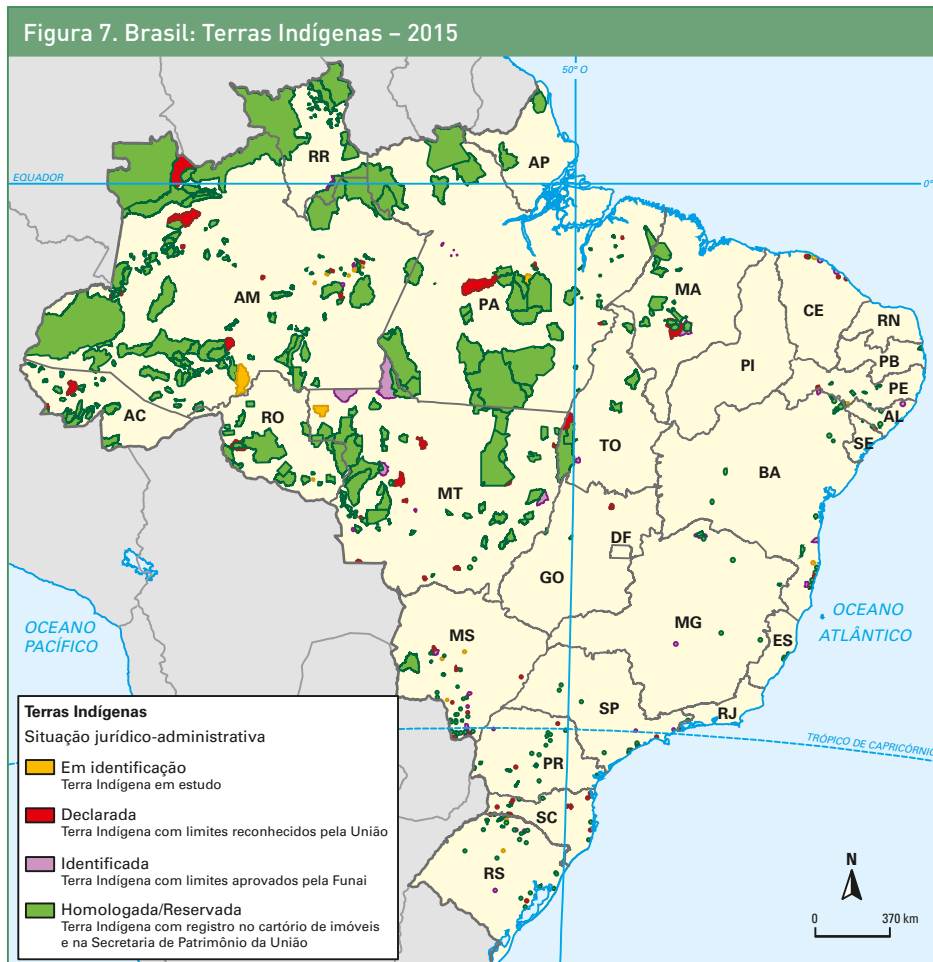 Figura 7. Brasil: Terras Indígenas – 2015
50° O
RR
AP
EQUADOR
0°
AM
PA
MA
CE
RN
PB
PE
AL
SE
PI
AC
RO
TO
BA
MT
DF
GO
OCEANO
PACÍFICO
OCEANO
ATLÂNTICO
MG
ES
MS
SP
RJ
TRÓPICO DE CAPRICÓRNIO
PR
SC
RS
Terras Indígenas
Situação jurídico-administrativa
Em identificação
Terra Indígena em estudo
Declarada
Terra Indígena com limites reconhecidos pela União
Identificada
Terra Indígena com limites aprovados pela Funai
Homologada/Reservada
Terra Indígena com registro no cartório de imóveis
e na Secretaria de Patrimônio da União
N
0 370 km